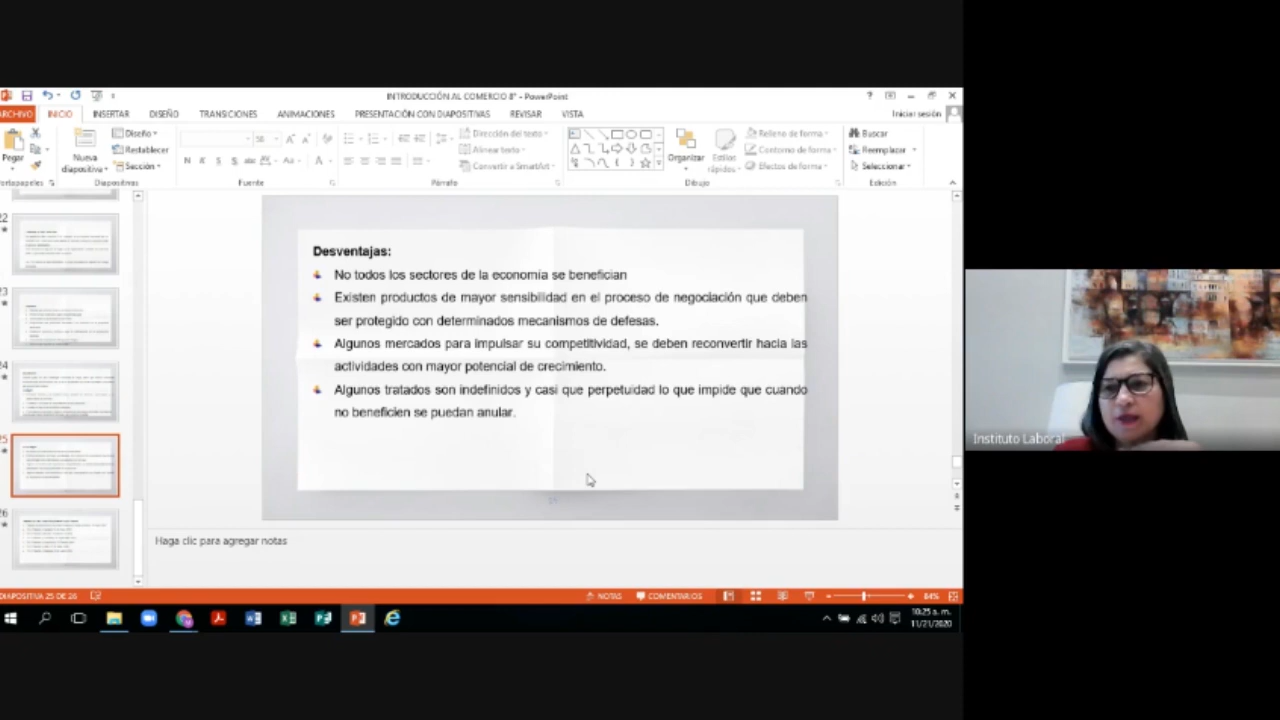 INTRODUCCIÓN AL COMERCIO 8° - PowerPoint
ARCHIVO INICIO INSERTAR DISEÑO TRANSICIONES ANIMACIONES PRESENTACIÓN CON DIAPOSITIVAS REVISAR VISTA Iniciar sesión
Pegar
Nueva
diapositiva
Diseño
Restablecer
Sección
Dirección del texto
Alinear texto
Convertir a SmartArt
Organizar
Estilos
rápidos
Relleno de forma
Contorno de forma
Efectos de forma
Buscar
Reemplazar
Seleccionar
Portapapeles Diapositivas Fuente Párrafo Dibujo Edición
22
23
24
25
26
Desventajas:
No todos los sectores de la economía se benefician
Existen productos de mayor sensibilidad en el proceso de negociación que deben
ser protegido con determinados mecanismos de defesas.
Algunos mercados para impulsar su competitividad, se deben reconvertir hacia las
actividades con mayor potencial de crecimiento.
Algunos tratados son indefinidos y casi que perpetuidad lo que impide que cuando
no beneficien se puedan anular.
Haga clic para agregar notas
DIAPOSITIVA 25 DE 26 NOTAS COMENTARIOS 84%
10:25 a. m.
11/21/2020
Instituto Laboral